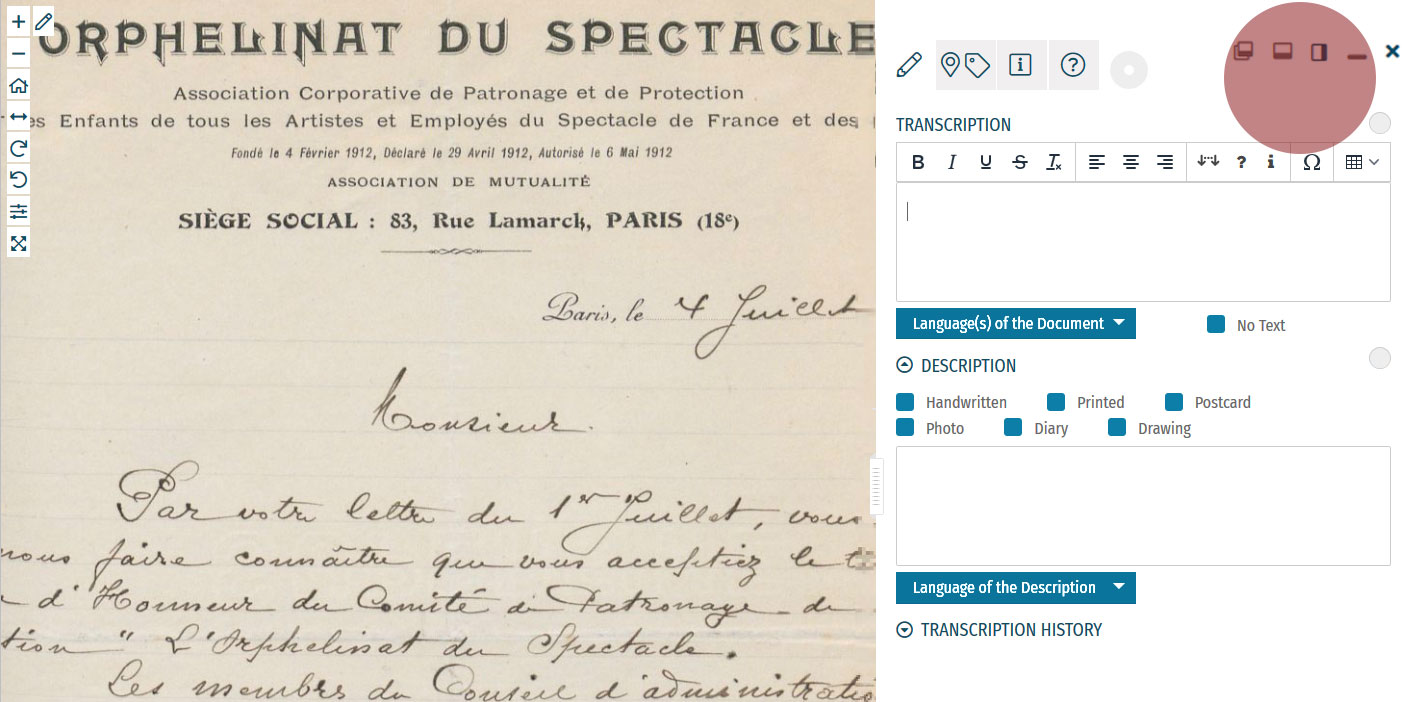 ORPHELINAT DU SPECTACLE
Association Corporative de Patronage et de Protection
es Enfants de tous les Artistes et Employés du Spectacle de France et des
Fondé le 4 Février 1912, Déclaré le 29 Avril 1912, Autorisé le 6 Mai 1912
ASSOCIATION DE MUTUALITÉ
SIÈGE SOCIAL : 83, Rue Lamarck, PARIS (18e)
Paris, le 4 Juillet
Monsieur.
Par votre lettre du 1er Juillet, vous
nous faire connaître que vous acceptiez le
d'Honneur du Comité de Patronage de
tion "L'Orphelinat du Spectacle.
Les membres du Conseil d'administratio
TRANSCRIPTION
B I U S Tx ? i Ω
Language(s) of the Document
No Text
DESCRIPTION
Handwritten Printed Postcard
Photo Diary Drawing
Language of the Description
TRANSCRIPTION HISTORY